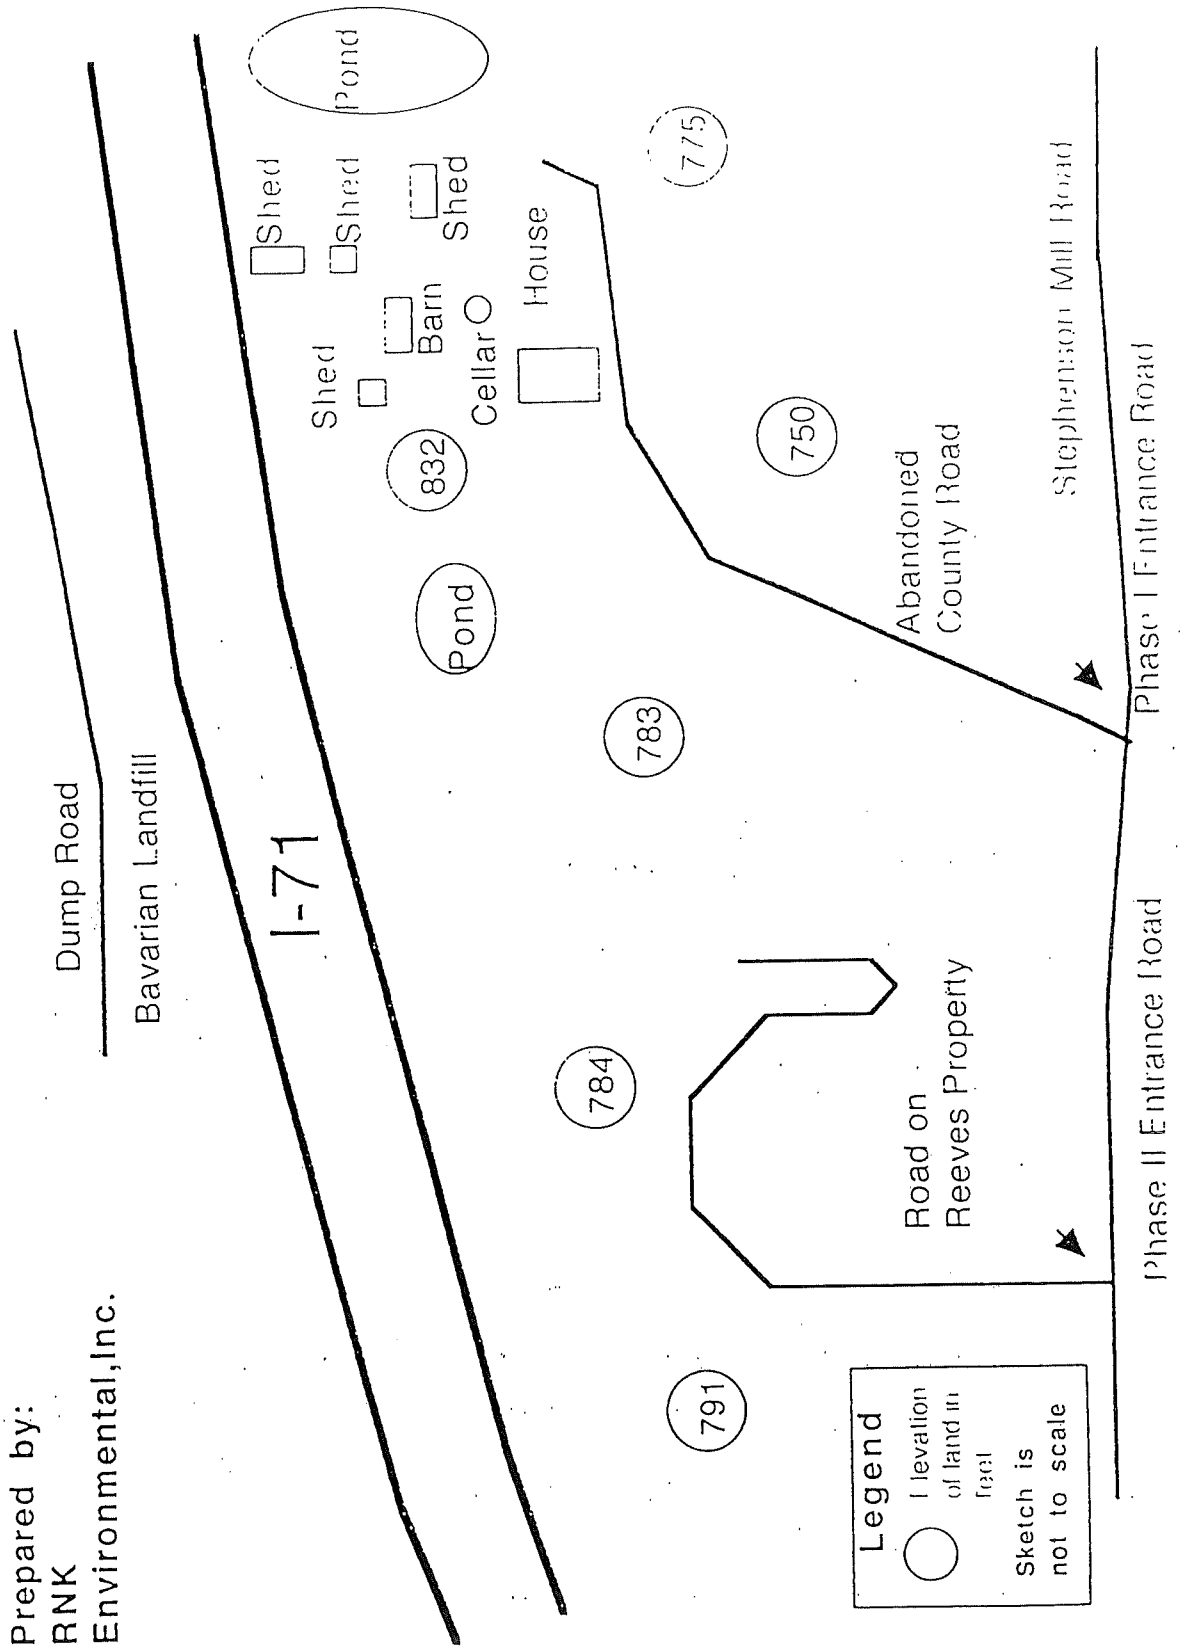 Prepared by:
RNK
Environmental,Inc.
Dump Road
Bavarian Landfill
I-71
Pond
Shed
Shed
Shed
Shed
Barn
Cellar
House
832
Pond
775
750
783
784
791
Abandoned
County Road
Stephenson Mill Road
Road on
Reeves Property
Phase I Entrance Road
Phase II Entrance Road
Legend
Elevation
of land in
feet
Sketch is
not to scale